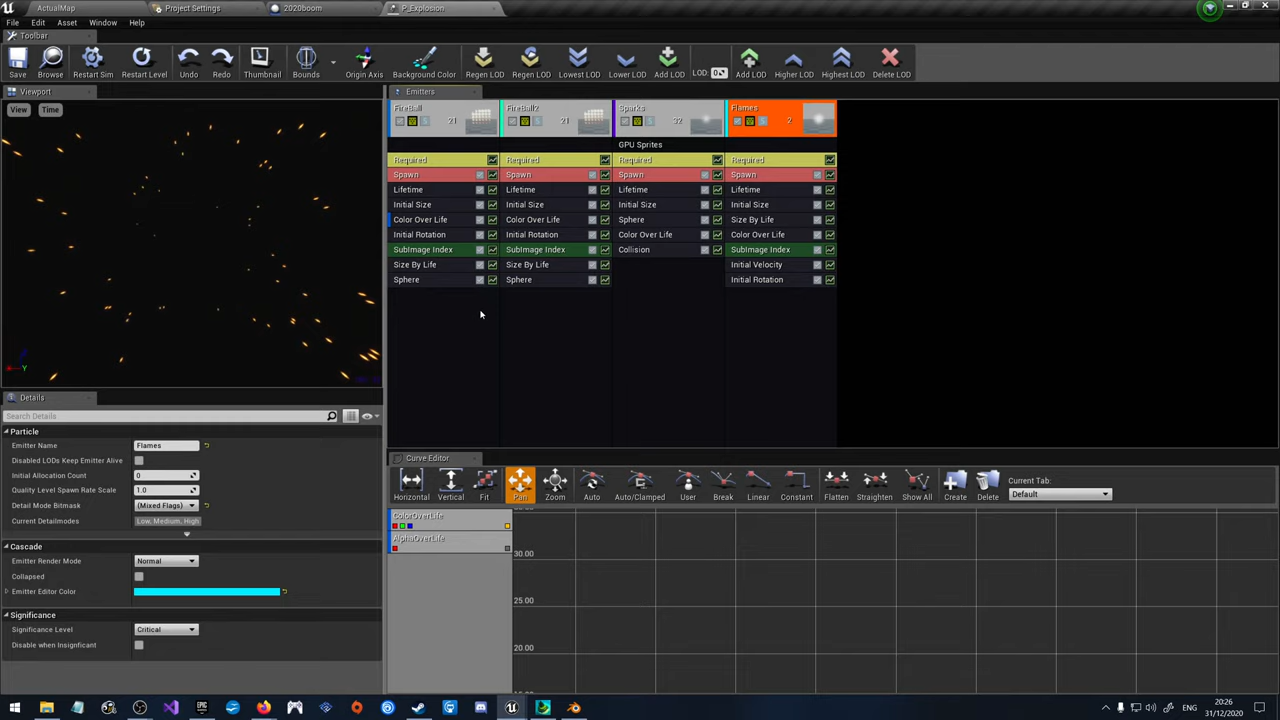 ActualMap
Project Settings
2020boom
P_Explosion
File Edit Asset Window Help
Toolbar
Save
Browse
Restart Sim
Restart Level
Undo
Redo
Thumbnail
Bounds
Origin Axis
Background Color
Regen LOD
Regen LOD
Lowest LOD
Lower LOD
Add LOD
LOD: 0
Add LOD
Higher LOD
Highest LOD
Delete LOD
Viewport
View Time
Y
Emitters
FireBall
21
FireBall2
21
Sparks
32
Flames
2
GPU Sprites
Required Required Required Required
Spawn Spawn Spawn Spawn
Lifetime Lifetime Lifetime Lifetime
Initial Size Initial Size Initial Size Initial Size
Color Over Life Color Over Life Sphere Size By Life
Initial Rotation Initial Rotation Color Over Life Color Over Life
SubImage Index SubImage Index Collision SubImage Index
Size By Life Size By Life Initial Velocity
Sphere Sphere Initial Rotation
Details
Search Details
Particle
Emitter Name Flames
Disabled LODs Keep Emitter Alive
Initial Allocation Count 0
Quality Level Spawn Rate Scale 1.0
Detail Mode Bitmask (Mixed Flags)
Current Detailmodes Low, Medium, High
Cascade
Emitter Render Mode Normal
Collapsed
Emitter Editor Color
Significance
Significance Level Critical
Disable when Insignficant
Curve Editor
Horizontal
Vertical
Fit
Pan
Zoom
Auto
Auto/Clamped
User
Break
Linear
Constant
Flatten
Straighten
Show All
Create
Delete
Current Tab:
Default
ColorOverLife
AlphaOverLife
30.00
25.00
20.00
EPIC
ENG
20:26
31/12/2020